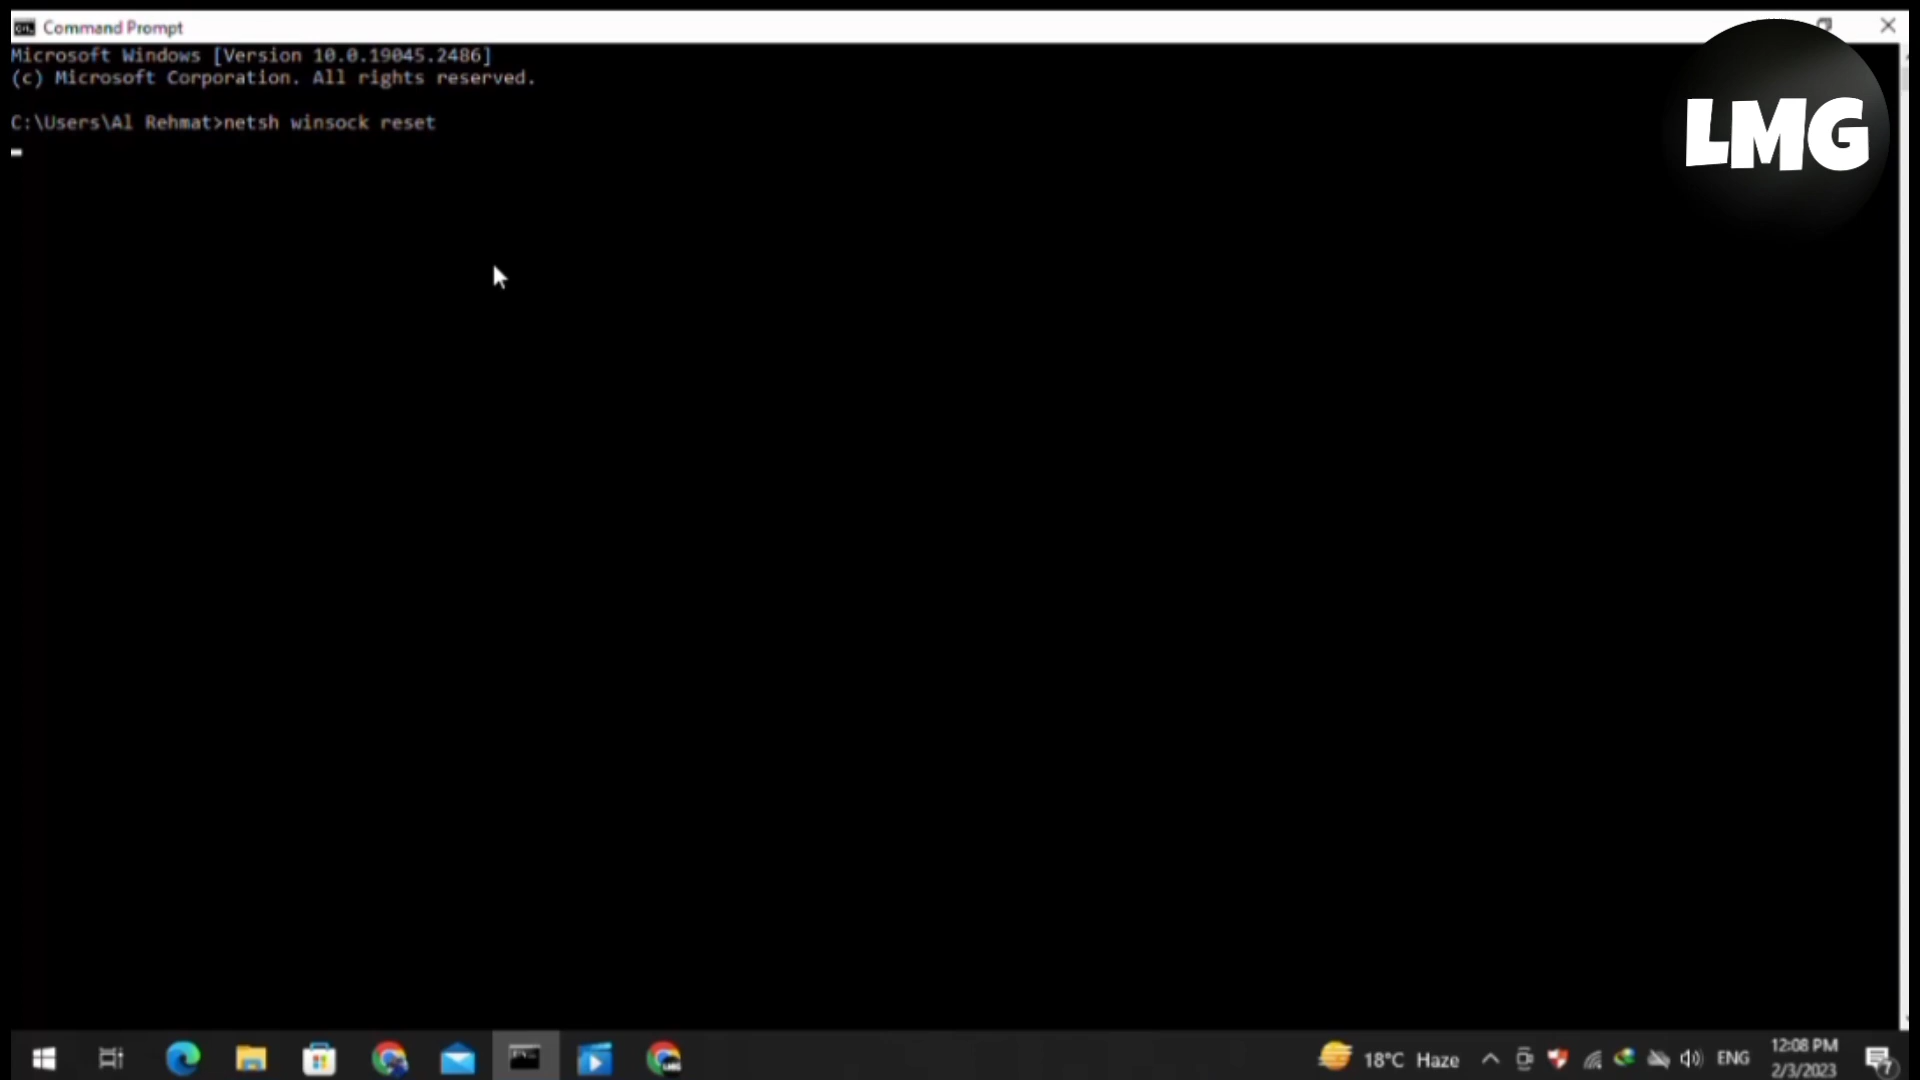 Command Prompt
Microsoft Windows [Version 10.0.19045.2486]
(c) Microsoft Corporation. All rights reserved.
C:\Users\Al Rehmat>netsh winsock reset
LMG
18°C Haze
ENG
12:08 PM
2/3/2023
7